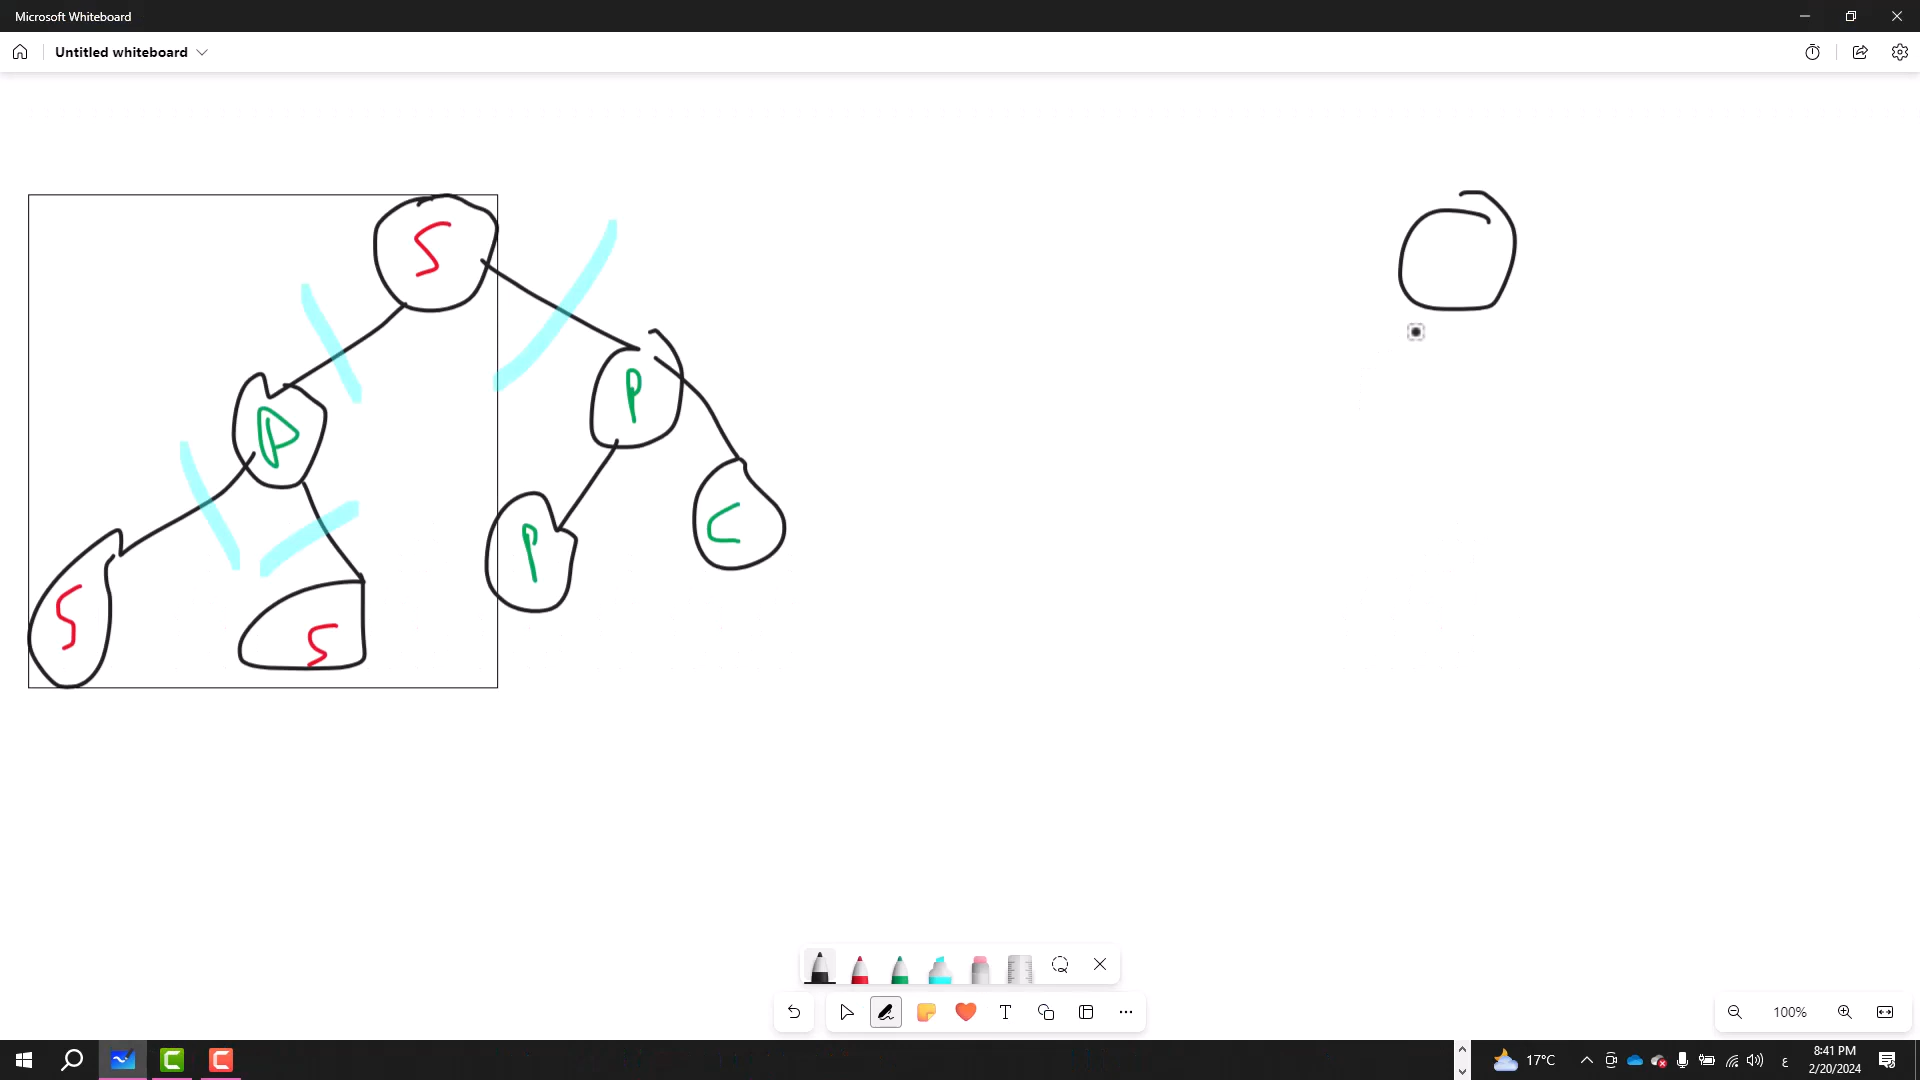 Microsoft Whiteboard
Untitled whiteboard
S
P
P
P
C
S
S
T
100%
17°C
ع
8:41 PM
2/20/2024